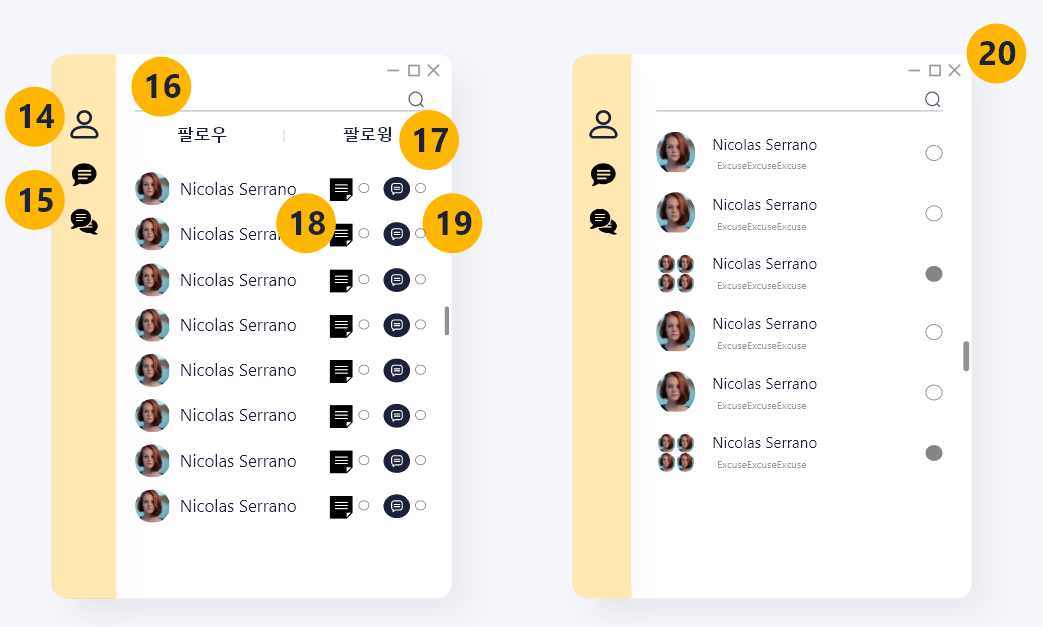 14
15
16
팔로우
팔로윙
17
Nicolas Serrano
18
Nicolas Serra
19
Nicolas Serrano
Nicolas Serrano
Nicolas Serrano
Nicolas Serrano
Nicolas Serrano
Nicolas Serrano
20
Nicolas Serrano
ExcuseExcuseExcuse
Nicolas Serrano
ExcuseExcuseExcuse
Nicolas Serrano
ExcuseExcuseExcuse
Nicolas Serrano
ExcuseExcuseExcuse
Nicolas Serrano
ExcuseExcuseExcuse
Nicolas Serrano
ExcuseExcuseExcuse